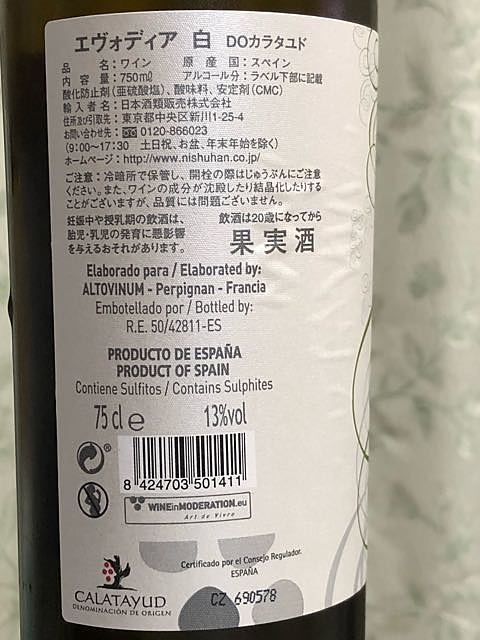 エヴォディア 白 DOカラタユド
品名：ワイン 原産国：スペイン
内容量：750mℓ アルコール分：ラベル下部に記載
酸化防止剤(亜硫酸塩)、酸味料、安定剤(CMC)
輸入者名：日本酒類販売株式会社
住所及び引取先：東京都中央区新川1-25-4
お問い合わせ：0120-866023
(9:00〜17:30 土日祝、お盆、年末年始を除く)
ホームページ：http://www.nishuhan.co.jp/
ご注意：冷暗所で保管し、開栓の際はじゅうぶんにご注意
ください。また、ワインの成分が沈殿したり結晶化したりする
ことがございますが、品質には問題ございません。
妊娠中や授乳期の飲酒は、
胎児・乳児の発育に悪影響
を与えるおそれがあります。
飲酒は20歳になってから
果実酒
Elaborado para / Elaborated by:
ALTOVINUM - Perpignan - Francia
Embotellado por / Bottled by:
R.E. 50/42811-ES
PRODUCTO DE ESPAÑA
PRODUCT OF SPAIN
Contiene Sulfitos / Contains Sulphites
75 cl e 13%vol
8 424703 501411
WINEinMODERATION.eu
Art de Vivre
Certificado por el Consejo Regulador.
ESPAÑA
CALATAYUD
DENOMINACIÓN DE ORIGEN
CZ 690578